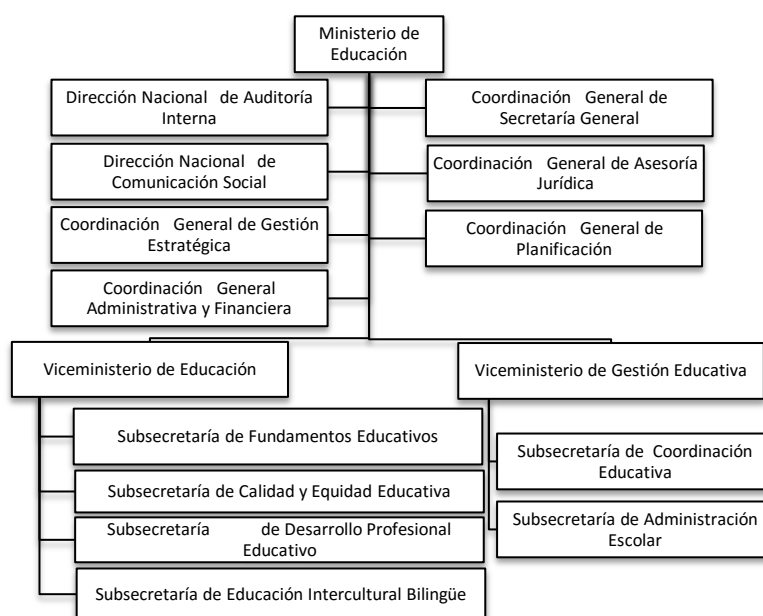 Ministerio de
Educación
Dirección Nacional de Auditoría
Interna
Coordinación General de
Secretaría General
Dirección Nacional de
Comunicación Social
Coordinación General de Asesoría
Jurídica
Coordinación General de Gestión
Estratégica
Coordinación General de
Planificación
Coordinación General
Administrativa y Financiera
Viceministerio de Educación
Viceministerio de Gestión Educativa
Subsecretaría de Fundamentos Educativos
Subsecretaría de Calidad y Equidad Educativa
Subsecretaría de Desarrollo Profesional
Educativo
Subsecretaría de Educación Intercultural Bilingüe
Subsecretaría de Coordinación
Educativa
Subsecretaría de Administración
Escolar